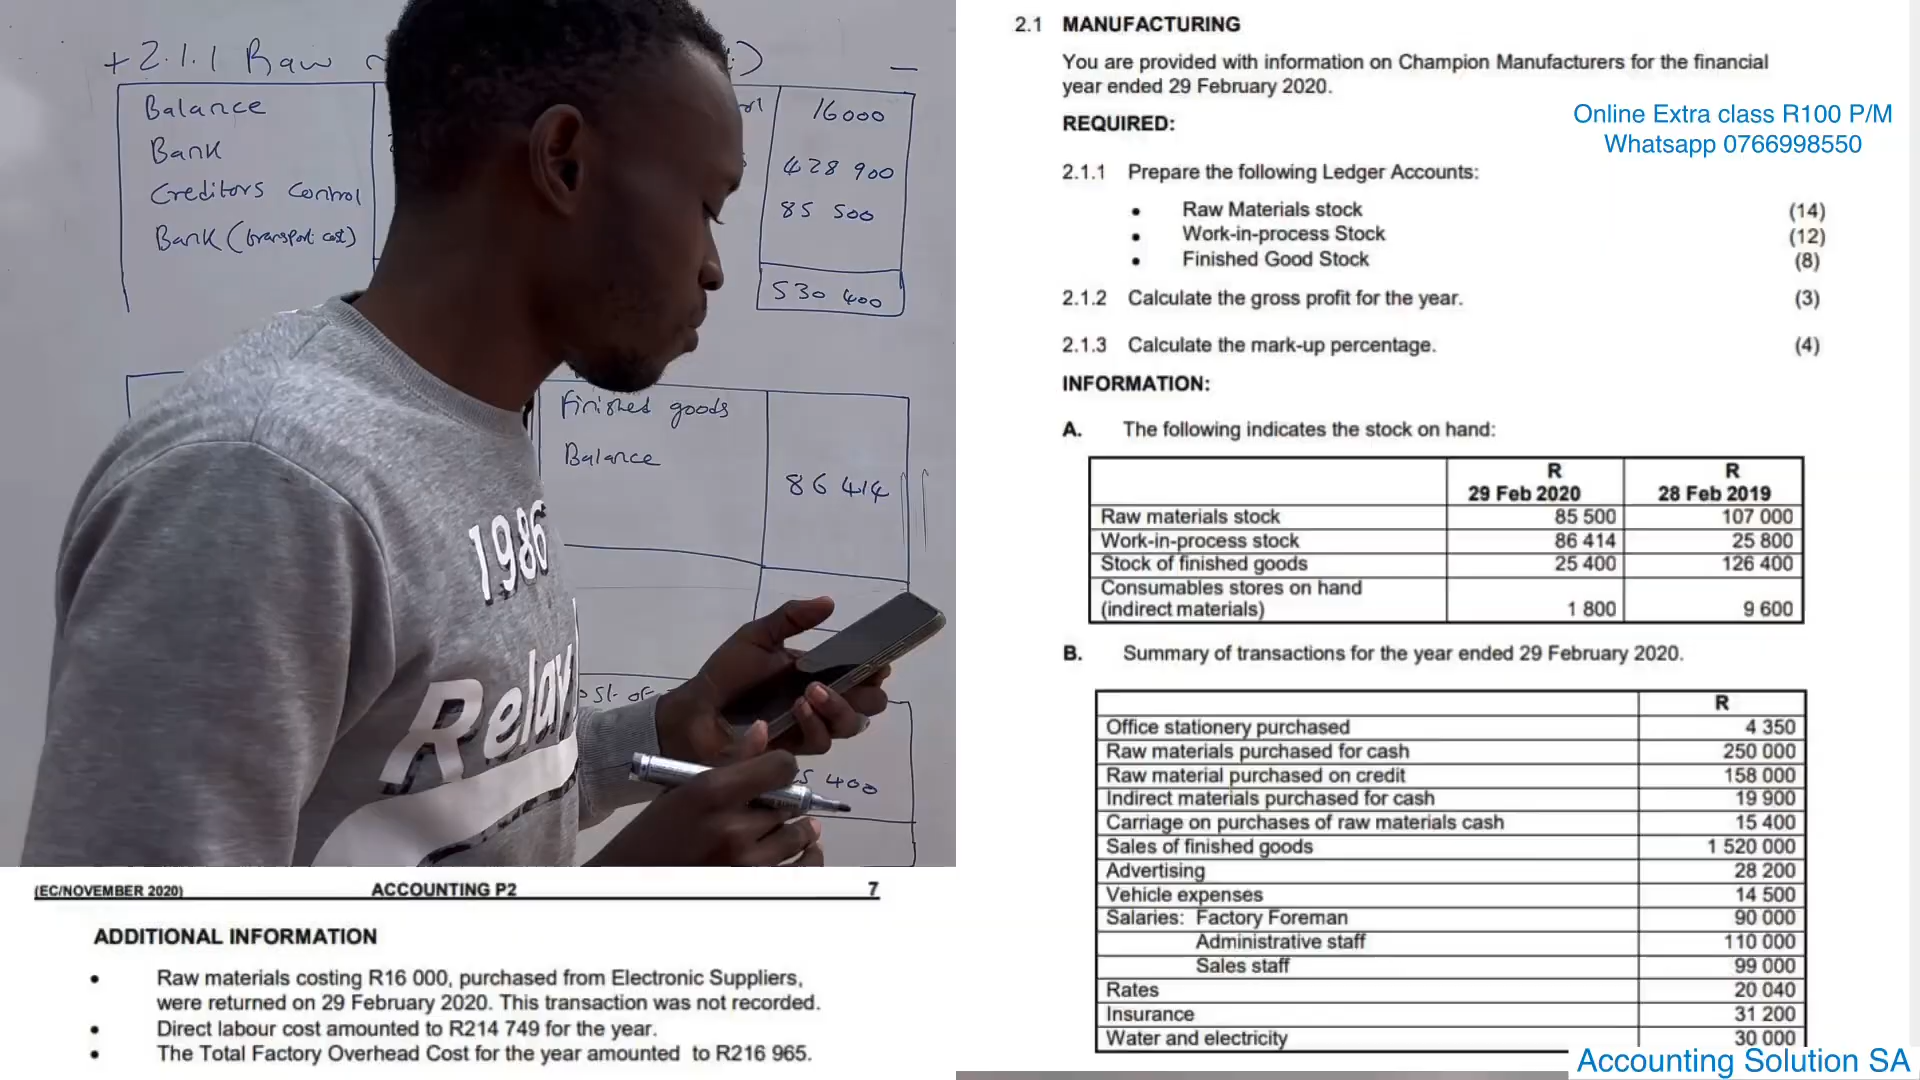 +2.1.1 Raw
Balance
16000
Bank
428 900
Creditors control
85 500
Bank (transport cost)
530 400
Finished goods
Balance
86 414
1986
Relay
400
(EC/NOVEMBER 2020) ACCOUNTING P2 7
ADDITIONAL INFORMATION
• Raw materials costing R16 000, purchased from Electronic Suppliers,
were returned on 29 February 2020. This transaction was not recorded.
• Direct labour cost amounted to R214 749 for the year.
• The Total Factory Overhead Cost for the year amounted to R216 965.
2.1 MANUFACTURING
You are provided with information on Champion Manufacturers for the financial
year ended 29 February 2020.
Online Extra class R100 P/M
Whatsapp 0766998550
REQUIRED:
2.1.1 Prepare the following Ledger Accounts:
• Raw Materials stock (14)
• Work-in-process Stock (12)
• Finished Good Stock (8)
2.1.2 Calculate the gross profit for the year. (3)
2.1.3 Calculate the mark-up percentage. (4)
INFORMATION:
A. The following indicates the stock on hand:
R R
29 Feb 2020 28 Feb 2019
Raw materials stock 85 500 107 000
Work-in-process stock 86 414 25 800
Stock of finished goods 25 400 126 400
Consumables stores on hand
(indirect materials) 1 800 9 600
B. Summary of transactions for the year ended 29 February 2020.
R
Office stationery purchased 4 350
Raw materials purchased for cash 250 000
Raw material purchased on credit 158 000
Indirect materials purchased for cash 19 900
Carriage on purchases of raw materials cash 15 400
Sales of finished goods 1 520 000
Advertising 28 200
Vehicle expenses 14 500
Salaries: Factory Foreman 90 000
Administrative staff 110 000
Sales staff 99 000
Rates 20 040
Insurance 31 200
Water and electricity 30 000
Accounting Solution SA